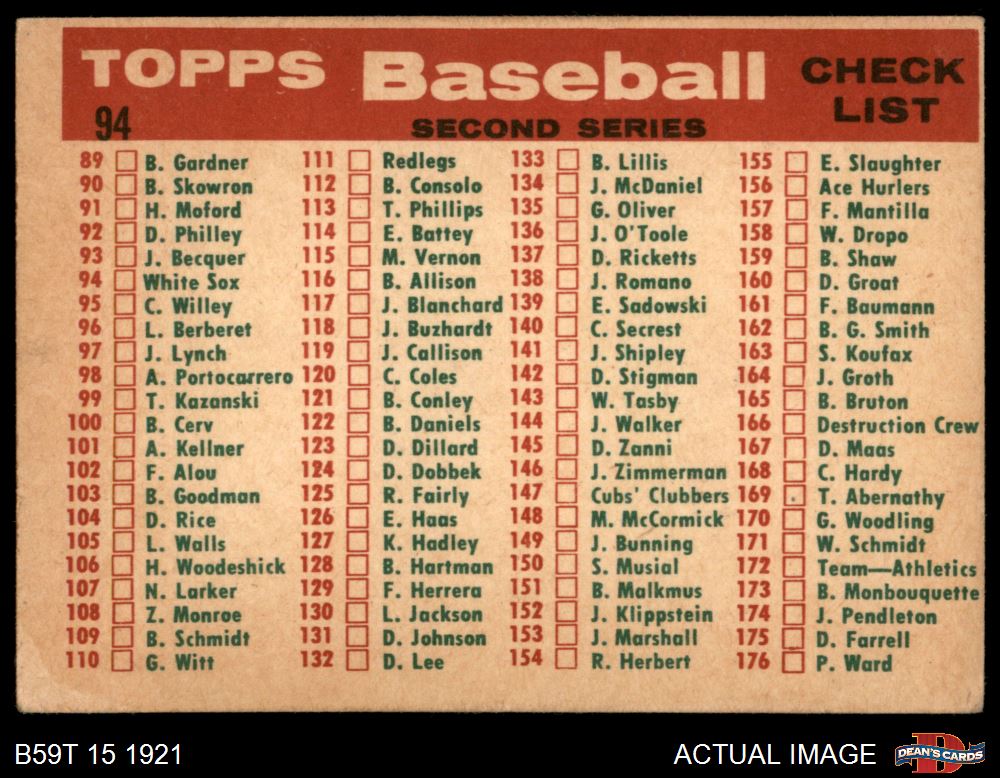 TOPPS Baseball CHECK LIST
94 SECOND SERIES
89 B. Gardner
90 B. Skowron
91 H. Moford
92 D. Philley
93 J. Becquer
94 White Sox
95 C. Willey
96 L. Berberet
97 J. Lynch
98 A. Portocarrero
99 T. Kazanski
100 B. Cerv
101 A. Kellner
102 F. Alou
103 B. Goodman
104 D. Rice
105 L. Walls
106 H. Woodeshick
107 N. Larker
108 Z. Monroe
109 B. Schmidt
110 G. Witt
111 Redlegs
112 B. Consolo
113 T. Phillips
114 E. Battey
115 M. Vernon
116 B. Allison
117 J. Blanchard
118 J. Buzhardt
119 J. Callison
120 C. Coles
121 B. Conley
122 B. Daniels
123 D. Dillard
124 D. Dobbek
125 R. Fairly
126 E. Haas
127 K. Hadley
128 B. Hartman
129 F. Herrera
130 L. Jackson
131 D. Johnson
132 D. Lee
133 B. Lillis
134 J. McDaniel
135 G. Oliver
136 J. O'Toole
137 D. Ricketts
138 J. Romano
139 E. Sadowski
140 C. Secrest
141 J. Shipley
142 D. Stigman
143 W. Tasby
144 J. Walker
145 D. Zanni
146 J. Zimmerman
147 Cubs' Clubbers
148 M. McCormick
149 J. Bunning
150 S. Musial
151 B. Malkmus
152 J. Klippstein
153 J. Marshall
154 R. Herbert
155 E. Slaughter
156 Ace Hurlers
157 F. Mantilla
158 W. Dropo
159 B. Shaw
160 D. Groat
161 F. Baumann
162 B. G. Smith
163 S. Koufax
164 J. Groth
165 B. Bruton
166 Destruction Crew
167 D. Maas
168 C. Hardy
169 T. Abernathy
170 G. Woodling
171 W. Schmidt
172 Team—Athletics
173 B. Monbouquette
174 J. Pendleton
175 D. Farrell
176 P. Ward
B59T 15 1921
ACTUAL IMAGE
DEAN'S CARDS